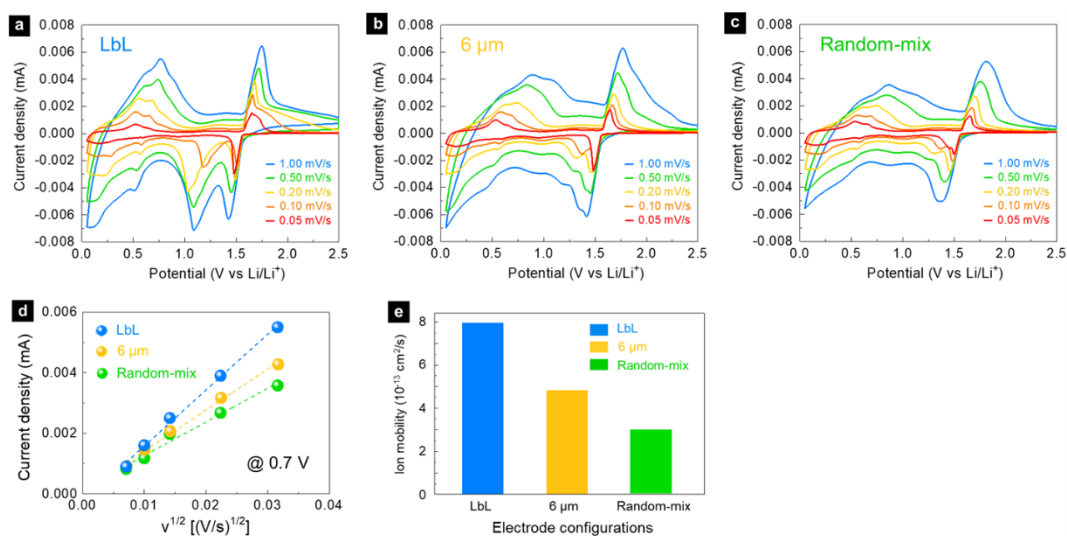 a
LbL
0.008
0.006
0.004
0.002
0.000
-0.002
-0.004
-0.006
-0.008
Current density (mA)
1.00 mV/s
0.50 mV/s
0.20 mV/s
0.10 mV/s
0.05 mV/s
0.0 0.5 1.0 1.5 2.0 2.5
Potential (V vs Li/Li⁺)
b
6 μm
0.008
0.006
0.004
0.002
0.000
-0.002
-0.004
-0.006
-0.008
Current density (mA)
1.00 mV/s
0.50 mV/s
0.20 mV/s
0.10 mV/s
0.05 mV/s
0.0 0.5 1.0 1.5 2.0 2.5
Potential (V vs Li/Li⁺)
c
Random-mix
0.008
0.006
0.004
0.002
0.000
-0.002
-0.004
-0.006
-0.008
Current density (mA)
1.00 mV/s
0.50 mV/s
0.20 mV/s
0.10 mV/s
0.05 mV/s
0.0 0.5 1.0 1.5 2.0 2.5
Potential (V vs Li/Li⁺)
d
0.006
0.004
0.002
0.000
Current density (mA)
LbL
6 μm
Random-mix
@ 0.7 V
0.00 0.01 0.02 0.03 0.04
v¹/² [(V/s)¹/²]
e
8
6
4
2
0
Ion mobility (10⁻¹³ cm²/s)
LbL
6 μm
Random-mix
LbL 6 μm Random-mix
Electrode configurations